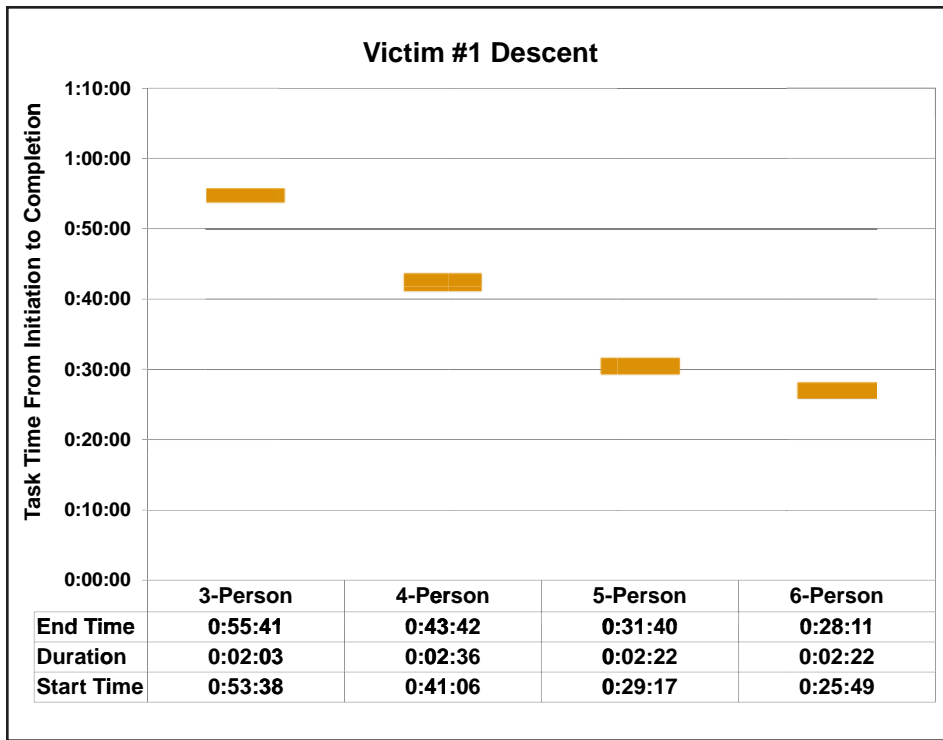 Victim #1 Descent
Task Time From Initiation to Completion
1:10:00
1:00:00
0:50:00
0:40:00
0:30:00
0:20:00
0:10:00
0:00:00
3-Person 4-Person 5-Person 6-Person
End Time 0:55:41 0:43:42 0:31:40 0:28:11
Duration 0:02:03 0:02:36 0:02:22 0:02:22
Start Time 0:53:38 0:41:06 0:29:17 0:25:49